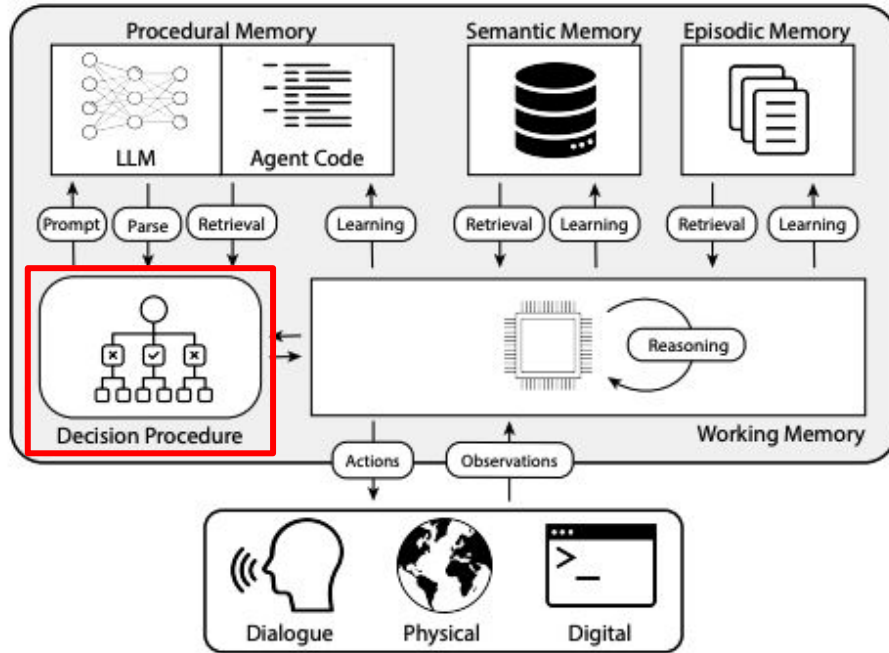 Procedural Memory Semantic Memory Episodic Memory
LLM Agent Code
Prompt Parse Retrieval Learning Retrieval Learning Retrieval Learning
Reasoning
Decision Procedure Working Memory
Actions Observations
>_
Dialogue Physical Digital